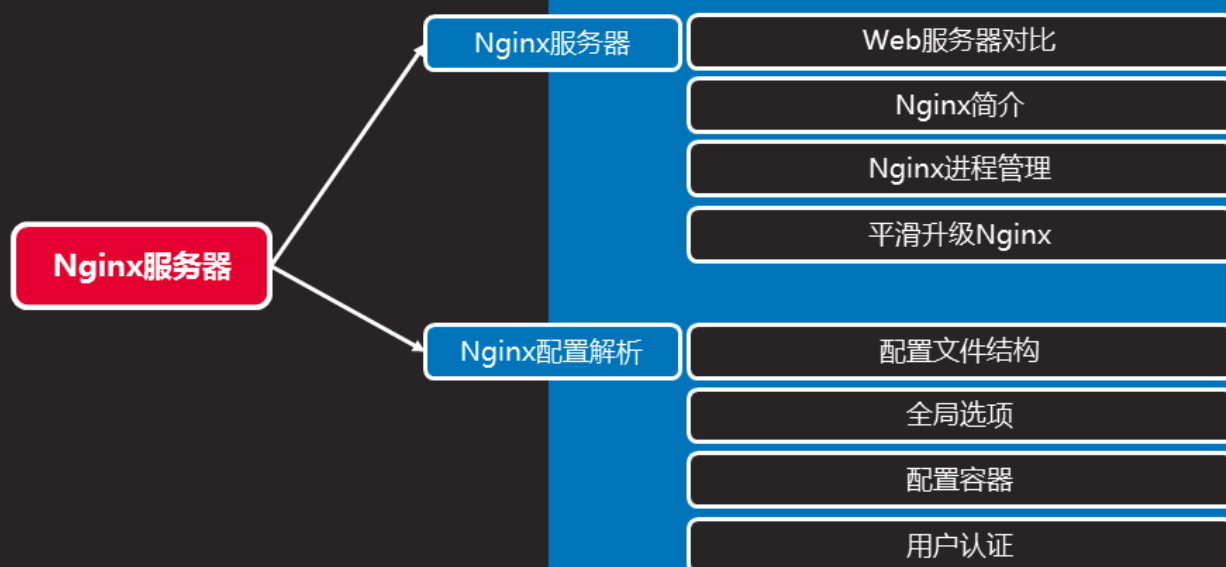 Nginx服务器
Nginx服务器
Web服务器对比
Nginx简介
Nginx进程管理
平滑升级Nginx
Nginx配置解析
配置文件结构
全局选项
配置容器
用户认证